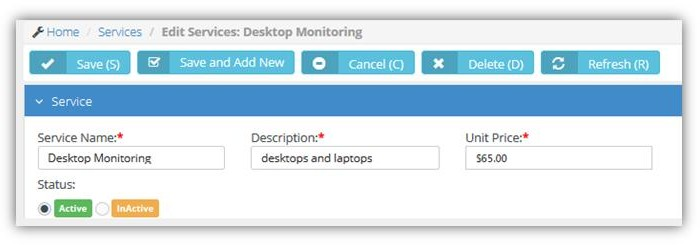 Home / Services / Edit Services: Desktop Monitoring
Save (S) Save and Add New Cancel (C) Delete (D) Refresh (R)
Service
Service Name:* Description:* Unit Price:*
Desktop Monitoring desktops and laptops $65.00
Status:
Active InActive